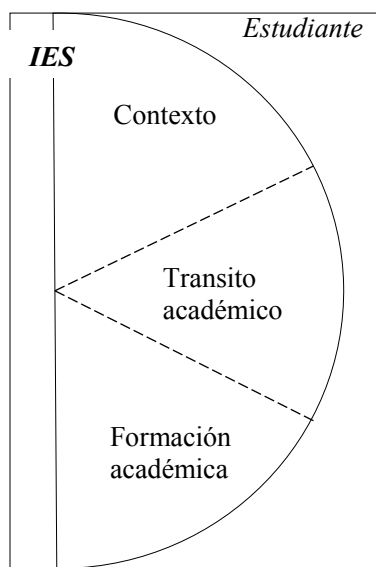 Estudiante
IES
Contexto
Transito
académico
Formación
académica